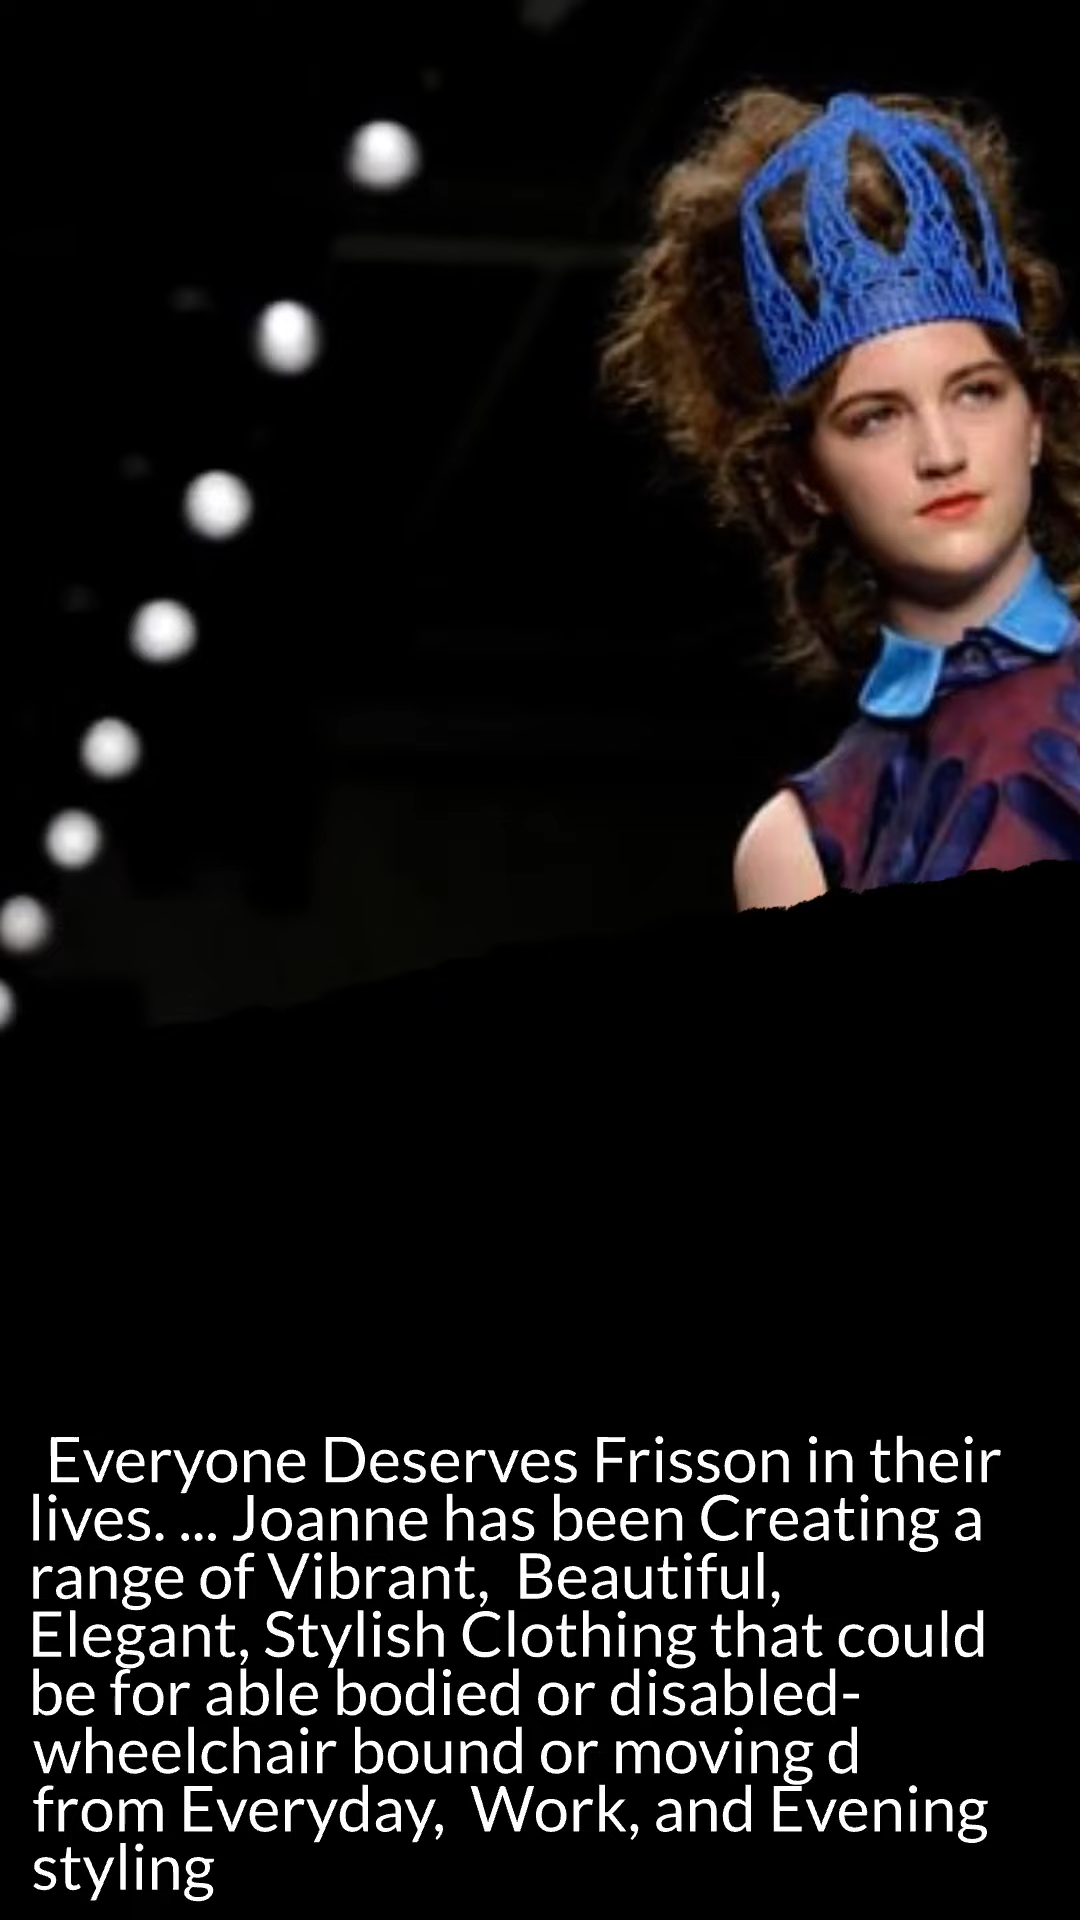 Everyone Deserves Frisson in their
lives. ... Joanne has been Creating a
range of Vibrant,  Beautiful,
Elegant, Stylish Clothing that could
be for able bodied or disabled-
wheelchair bound or moving d
from Everyday,  Work, and Evening
styling